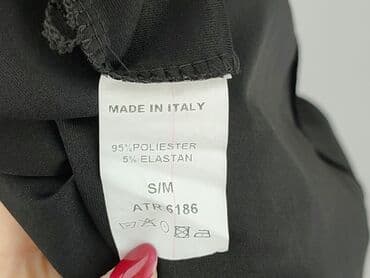 MADE IN ITALY
95%POLIESTER
5% ELASTAN
S/M
ATR 6186